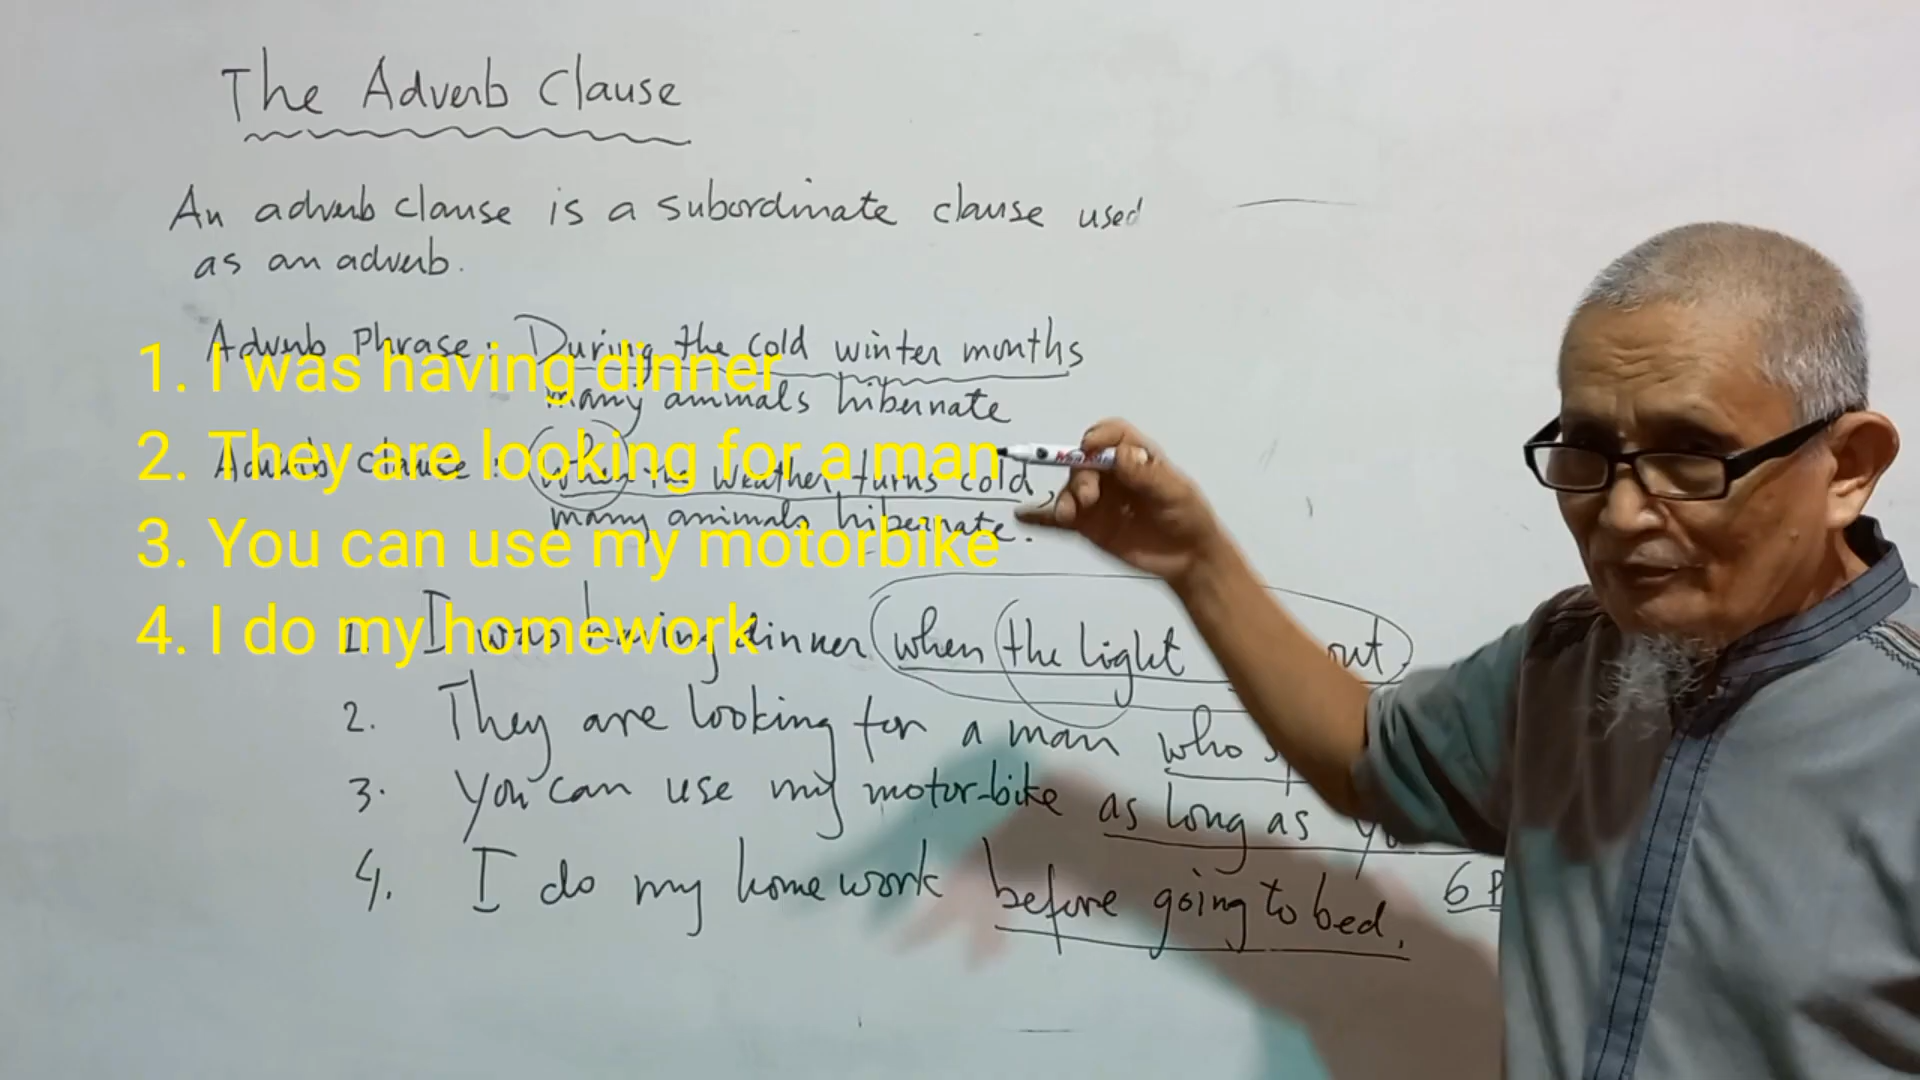 The Adverb Clause
An adverb clause is a subordinate clause used
as an adverb.
Adverb Phrase: During the cold winter months
many animals hibernate
Adverb clause: when the weather turns cold,
many animals hibernate.
1. I was having dinner
2. They are looking for a man
3. You can use my motorbike
4. I do my homework
1. I was having dinner when the light out.
2. They are looking for a man who
3. You can use my motor-bike as long as
4. I do my homework before going to bed.
6 P